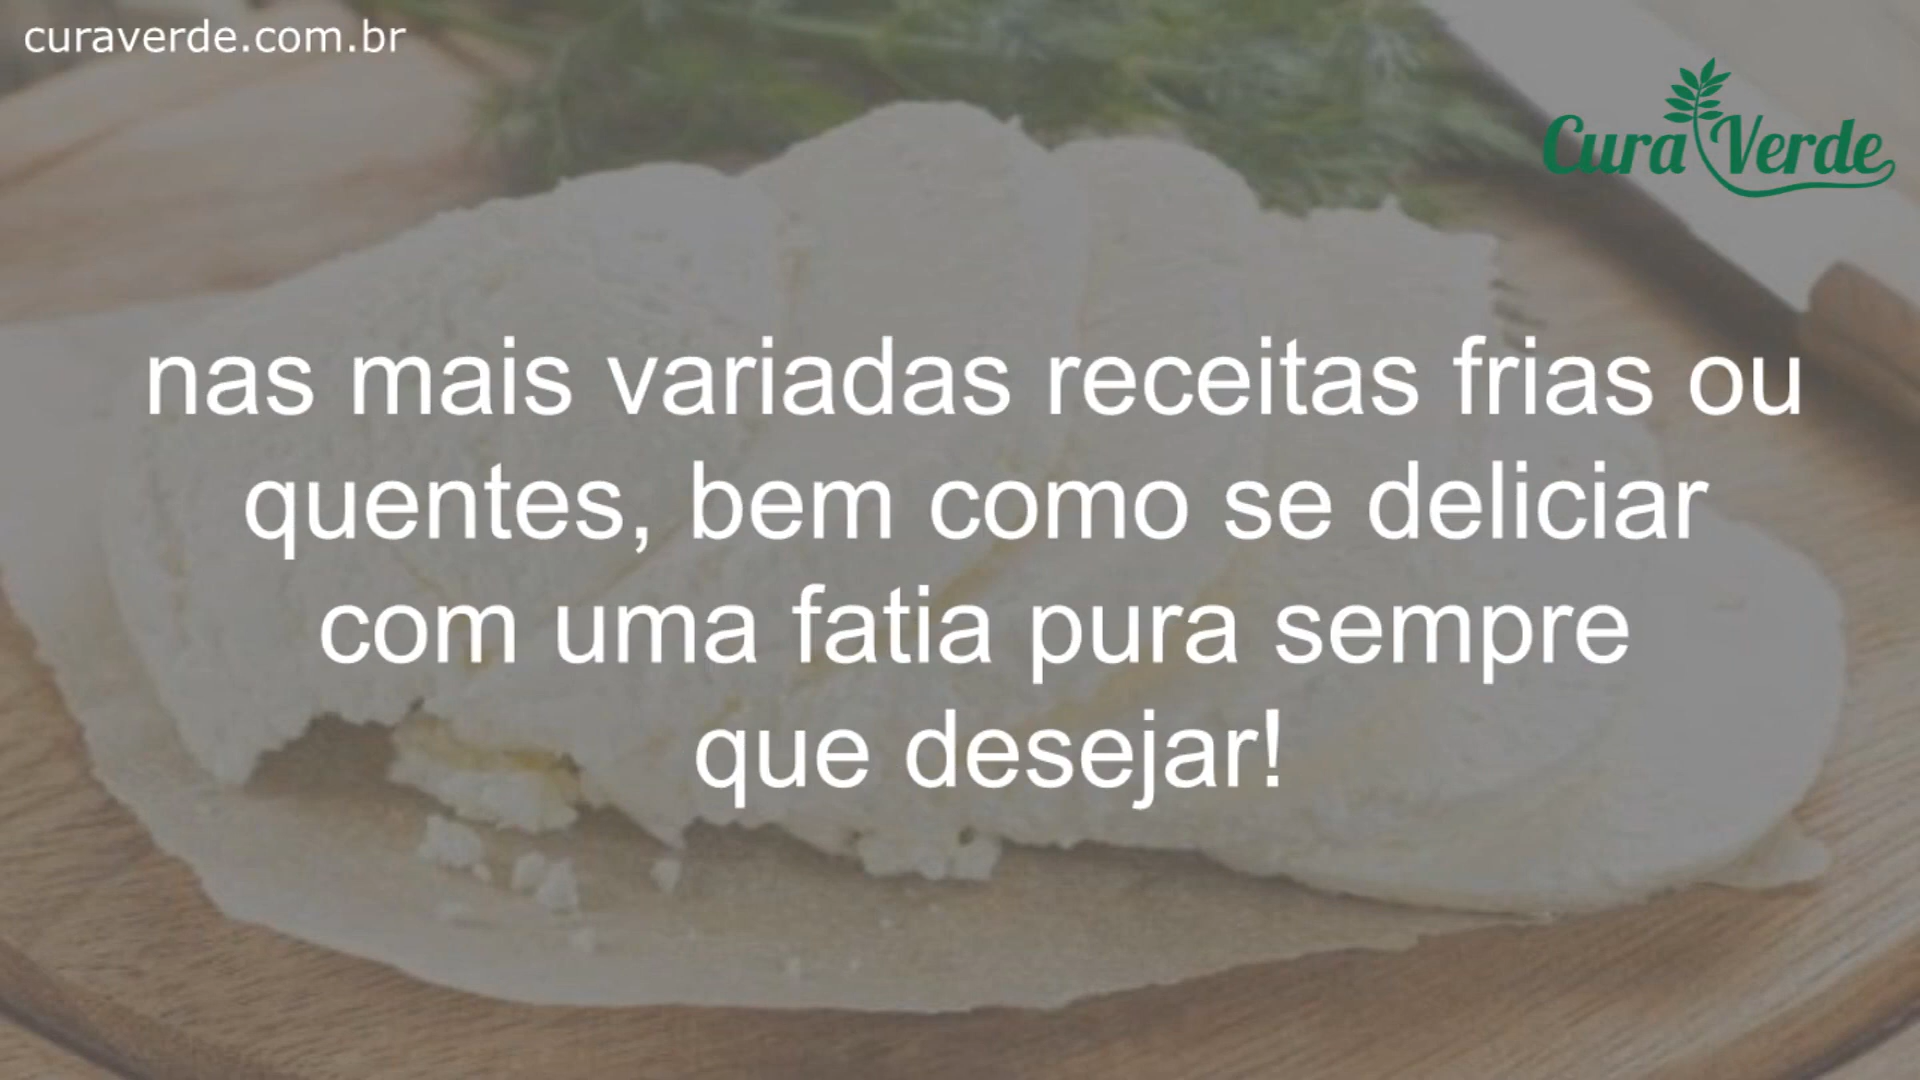 curaverde.com.br
Cura Verde
nas mais variadas receitas frias ou
quentes, bem como se deliciar
com uma fatia pura sempre
que desejar!